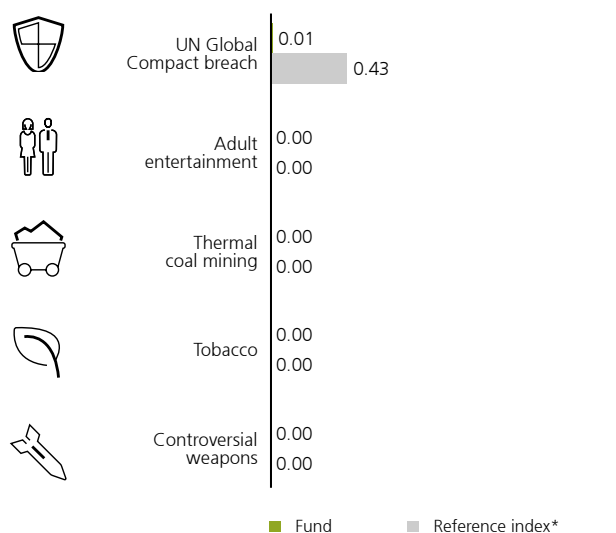 UN Global
Compact breach
0.01
0.43
Adult
entertainment
0.00
0.00
Thermal
coal mining
0.00
0.00
Tobacco
0.00
0.00
Controversial
weapons
0.00
0.00
Fund
Reference index*